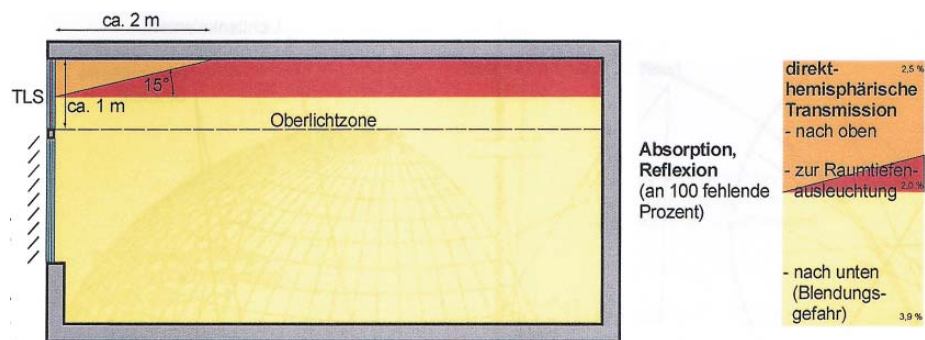 ca. 2 m
15°
TLS
ca. 1 m
Oberlichtzone
Absorption,
Reflexion
(an 100 fehlende
Prozent)
direkt- 2,5 %
hemisphärische
Transmission
- nach oben
- zur Raumtiefen-
ausleuchtung 2,0 %
- nach unten
(Blendungs-
gefahr) 3,9 %